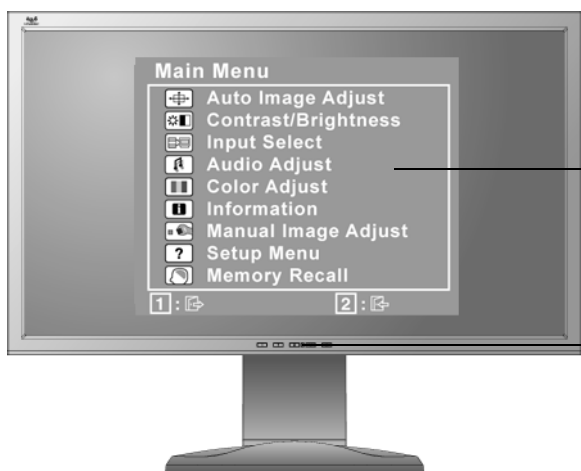 Main Menu
Auto Image Adjust
Contrast/Brightness
Input Select
Audio Adjust
Color Adjust
Information
Manual Image Adjust
? Setup Menu
Memory Recall
1 : 2 :